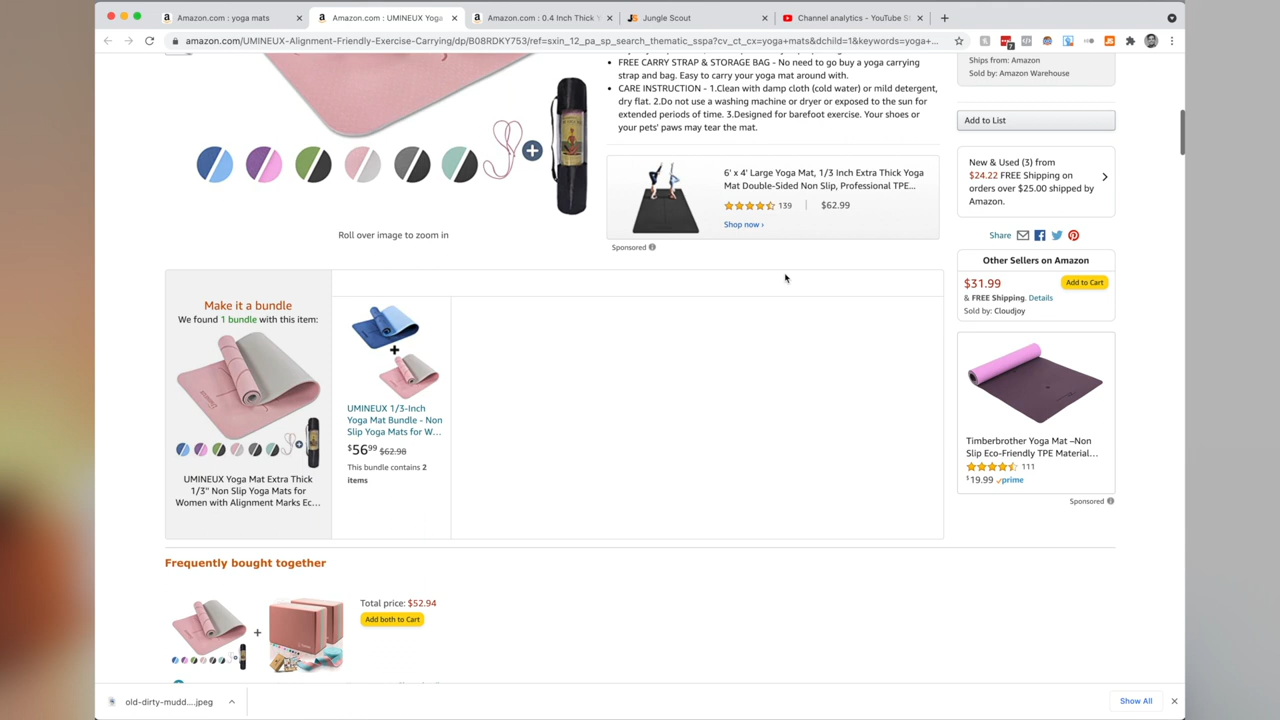 Amazon.com : yoga mats
Amazon.com : UMINEUX Yoga
Amazon.com : 0.4 Inch Thick Y
Jungle Scout
Channel analytics - YouTube S
amazon.com/UMINEUX-Alignment-Friendly-Exercise-Carrying/dp/B08RDKY753/ref=sxin_12_pa_sp_search_thematic_sspa?cv_ct_cx=yoga+mats&dchild=1&keywords=yoga+...
7
FREE CARRY STRAP & STORAGE BAG - No need to go buy a yoga carrying
strap and bag. Easy to carry your yoga mat around with.
CARE INSTRUCTION - 1.Clean with damp cloth (cold water) or mild detergent,
dry flat. 2.Do not use a washing machine or dryer or exposed to the sun for
extended periods of time. 3.Designed for barefoot exercise. Your shoes or
your pets' paws may tear the mat.
Roll over image to zoom in
6' x 4' Large Yoga Mat, 1/3 Inch Extra Thick Yoga
Mat Double-Sided Non Slip, Professional TPE...
139 | $62.99
Shop now ›
Sponsored
Ships from: Amazon
Sold by: Amazon Warehouse
Add to List
New & Used (3) from
$24.22 FREE Shipping on
orders over $25.00 shipped by
Amazon.
Share
Other Sellers on Amazon
$31.99
Add to Cart
& FREE Shipping. Details
Sold by: Cloudjoy
Timberbrother Yoga Mat –Non
Slip Eco-Friendly TPE Material...
111
$19.99 prime
Sponsored
Make it a bundle
We found 1 bundle with this item:
UMINEUX Yoga Mat Extra Thick
1/3" Non Slip Yoga Mats for
Women with Alignment Marks Ec...
UMINEUX 1/3-Inch
Yoga Mat Bundle - Non
Slip Yoga Mats for W...
$56.99 $62.98
This bundle contains 2
items
Frequently bought together
Total price: $52.94
Add both to Cart
old-dirty-mudd....jpeg
Show All